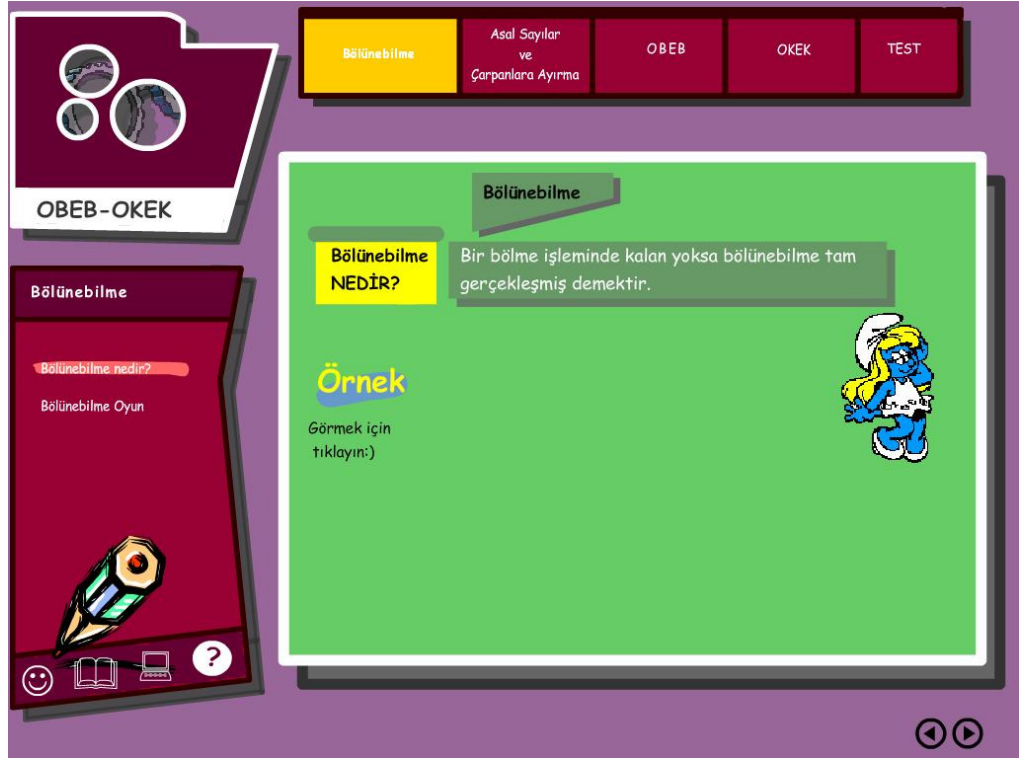 Bölünebilme
Asal Sayılar
ve
Çarpanlara Ayırma
OBEB
OKEK
TEST
OBEB-OKEK
Bölünebilme
Bölünebilme nedir?
Bölünebilme Oyun
?
Bölünebilme
Bölünebilme
NEDİR?
Bir bölme işleminde kalan yoksa bölünebilme tam
gerçekleşmiş demektir.
Örnek
Görmek için
tıklayın:)